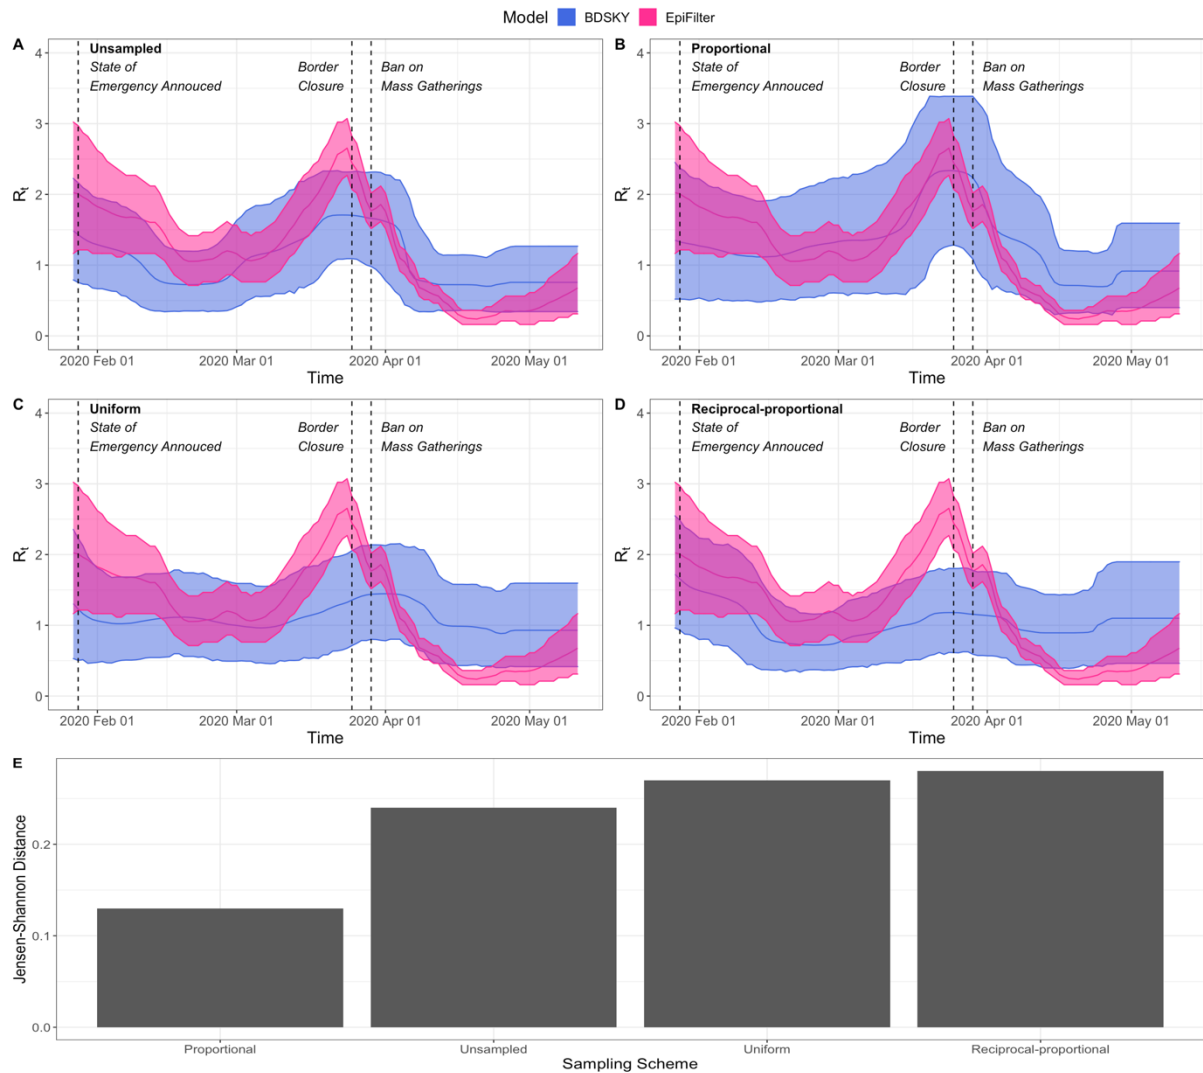 Model BDSKY EpiFilter
A
Unsampled
State of
Emergency Annouced
Border
Closure
Ban on
Mass Gatherings
4
3
2
1
0
Rt
2020 Feb 01
2020 Mar 01
2020 Apr 01
2020 May 01
Time
B
Proportional
State of
Emergency Annouced
Border
Closure
Ban on
Mass Gatherings
4
3
2
1
0
Rt
2020 Feb 01
2020 Mar 01
2020 Apr 01
2020 May 01
Time
C
Uniform
State of
Emergency Annouced
Border
Closure
Ban on
Mass Gatherings
4
3
2
1
0
Rt
2020 Feb 01
2020 Mar 01
2020 Apr 01
2020 May 01
Time
D
Reciprocal-proportional
State of
Emergency Annouced
Border
Closure
Ban on
Mass Gatherings
4
3
2
1
0
Rt
2020 Feb 01
2020 Mar 01
2020 Apr 01
2020 May 01
Time
E
Jensen-Shannon Distance
0.2
0.1
0.0
Proportional
Unsampled
Uniform
Reciprocal-proportional
Sampling Scheme